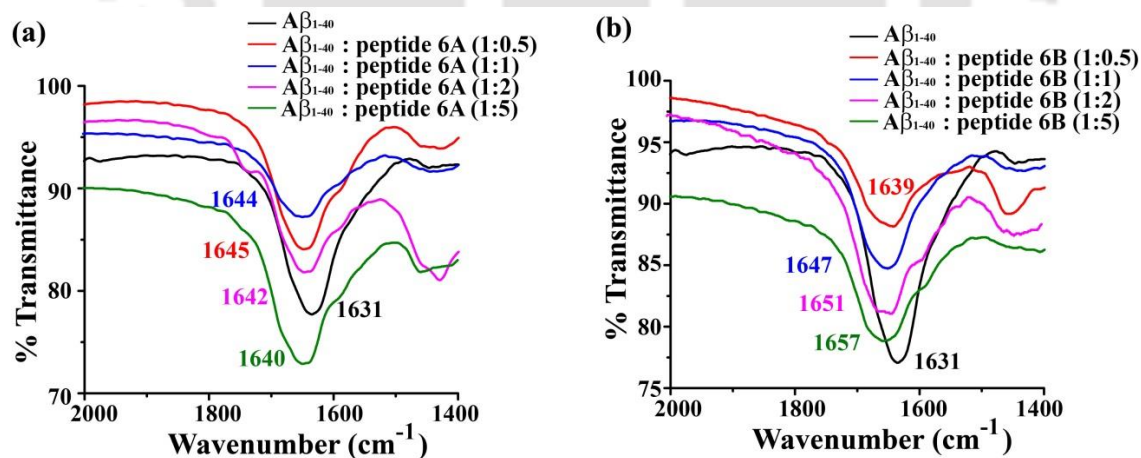 (a)
Aβ1-40
Aβ1-40 : peptide 6A (1:0.5)
Aβ1-40 : peptide 6A (1:1)
Aβ1-40 : peptide 6A (1:2)
Aβ1-40 : peptide 6A (1:5)
% Transmittance
100
90
80
70
1644
1645
1642
1640
1631
2000
1800
1600
1400
Wavenumber (cm-1)
(b)
Aβ1-40
Aβ1-40 : peptide 6B (1:0.5)
Aβ1-40 : peptide 6B (1:1)
Aβ1-40 : peptide 6B (1:2)
Aβ1-40 : peptide 6B (1:5)
% Transmittance
100
95
90
85
80
75
1639
1647
1651
1657
1631
2000
1800
1600
1400
Wavenumber (cm-1)